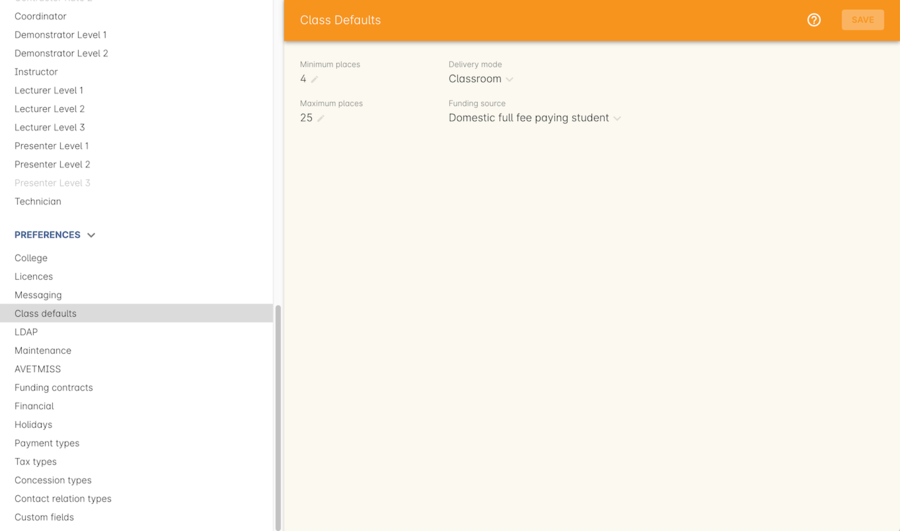 Coordinator
Demonstrator Level 1
Demonstrator Level 2
Instructor
Lecturer Level 1
Lecturer Level 2
Lecturer Level 3
Presenter Level 1
Presenter Level 2
Presenter Level 3
Technician
PREFERENCES
College
Licences
Messaging
Class defaults
LDAP
Maintenance
AVETMISS
Funding contracts
Financial
Holidays
Payment types
Tax types
Concession types
Contact relation types
Custom fields
Class Defaults
SAVE
Minimum places
4
Delivery mode
Classroom
Maximum places
25
Funding source
Domestic full fee paying student